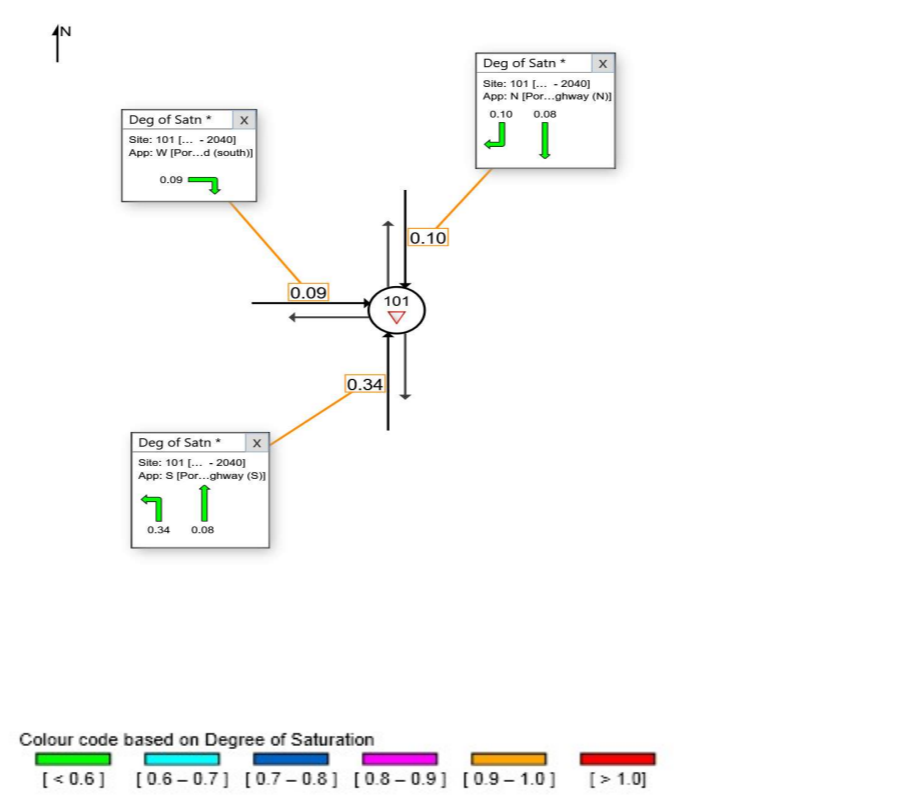 N
Deg of Satn * X
Site: 101 [... - 2040]
App: N [Por...ghway (N)]
0.10 0.08
Deg of Satn * X
Site: 101 [... - 2040]
App: W [Por...d (south)]
0.09
0.10
0.09
101
0.34
Deg of Satn * X
Site: 101 [... - 2040]
App: S [Por...ghway (S)]
0.34 0.08
Colour code based on Degree of Saturation
[ < 0.6 ] [ 0.6 – 0.7 ] [ 0.7 – 0.8 ] [ 0.8 – 0.9 ] [ 0.9 – 1.0 ] [ > 1.0]